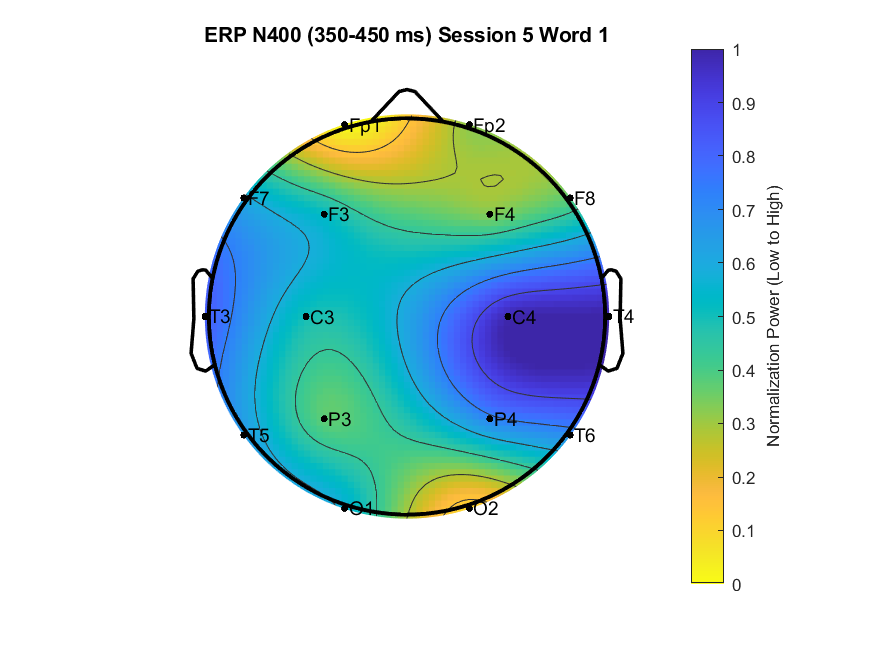 ERP N400 (350-450 ms) Session 5 Word 1
Fp1 Fp2
F7 F3 F4 F8
T3 C3 C4 T4
T5 P3 P4 T6
O1 O2
1
0.9
0.8
0.7
0.6
0.5
0.4
0.3
0.2
0.1
0
Normalization Power (Low to High)